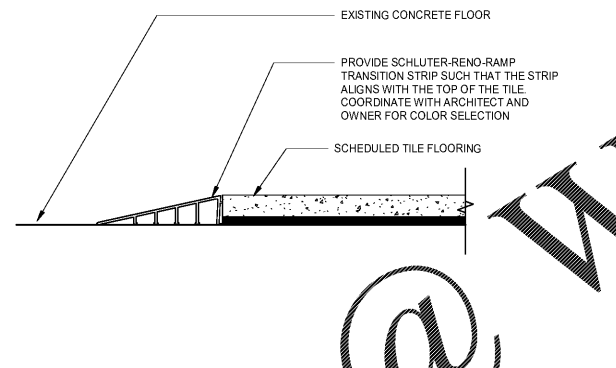 EXISTING CONCRETE FLOOR
PROVIDE SCHLUTER-RENO-RAMP
TRANSITION STRIP SUCH THAT THE STRIP
ALIGNS WITH THE TOP OF THE TILE.
COORDINATE WITH ARCHITECT AND
OWNER FOR COLOR SELECTION
SCHEDULED TILE FLOORING
@ W